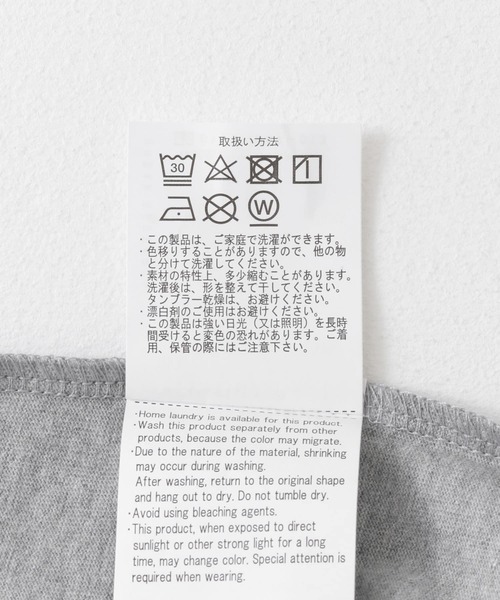 取扱い方法
30
W
・この製品は、ご家庭で洗濯ができます。
・色移りすることがありますので、他の物
と分けて洗濯してください。
・素材の特性上、多少縮むことがあります。
洗濯後は、形を整えて干してください。
タンブラー乾燥は、お避けください。
・漂白剤のご使用はお避けください。
・この製品は強い日光（又は照明）を長時
間受けると変色の恐れがあります。ご着
用、保管の際にはご注意下さい。
・Home laundry is available for this product.
・Wash this product separately from other
products, because the color may migrate.
・Due to the nature of the material, shrinking
may occur during washing.
After washing, return to the original shape
and hang out to dry. Do not tumble dry.
・Avoid using bleaching agents.
・This product, when exposed to direct
sunlight or other strong light for a long
time, may change color. Special attention is
required when wearing.